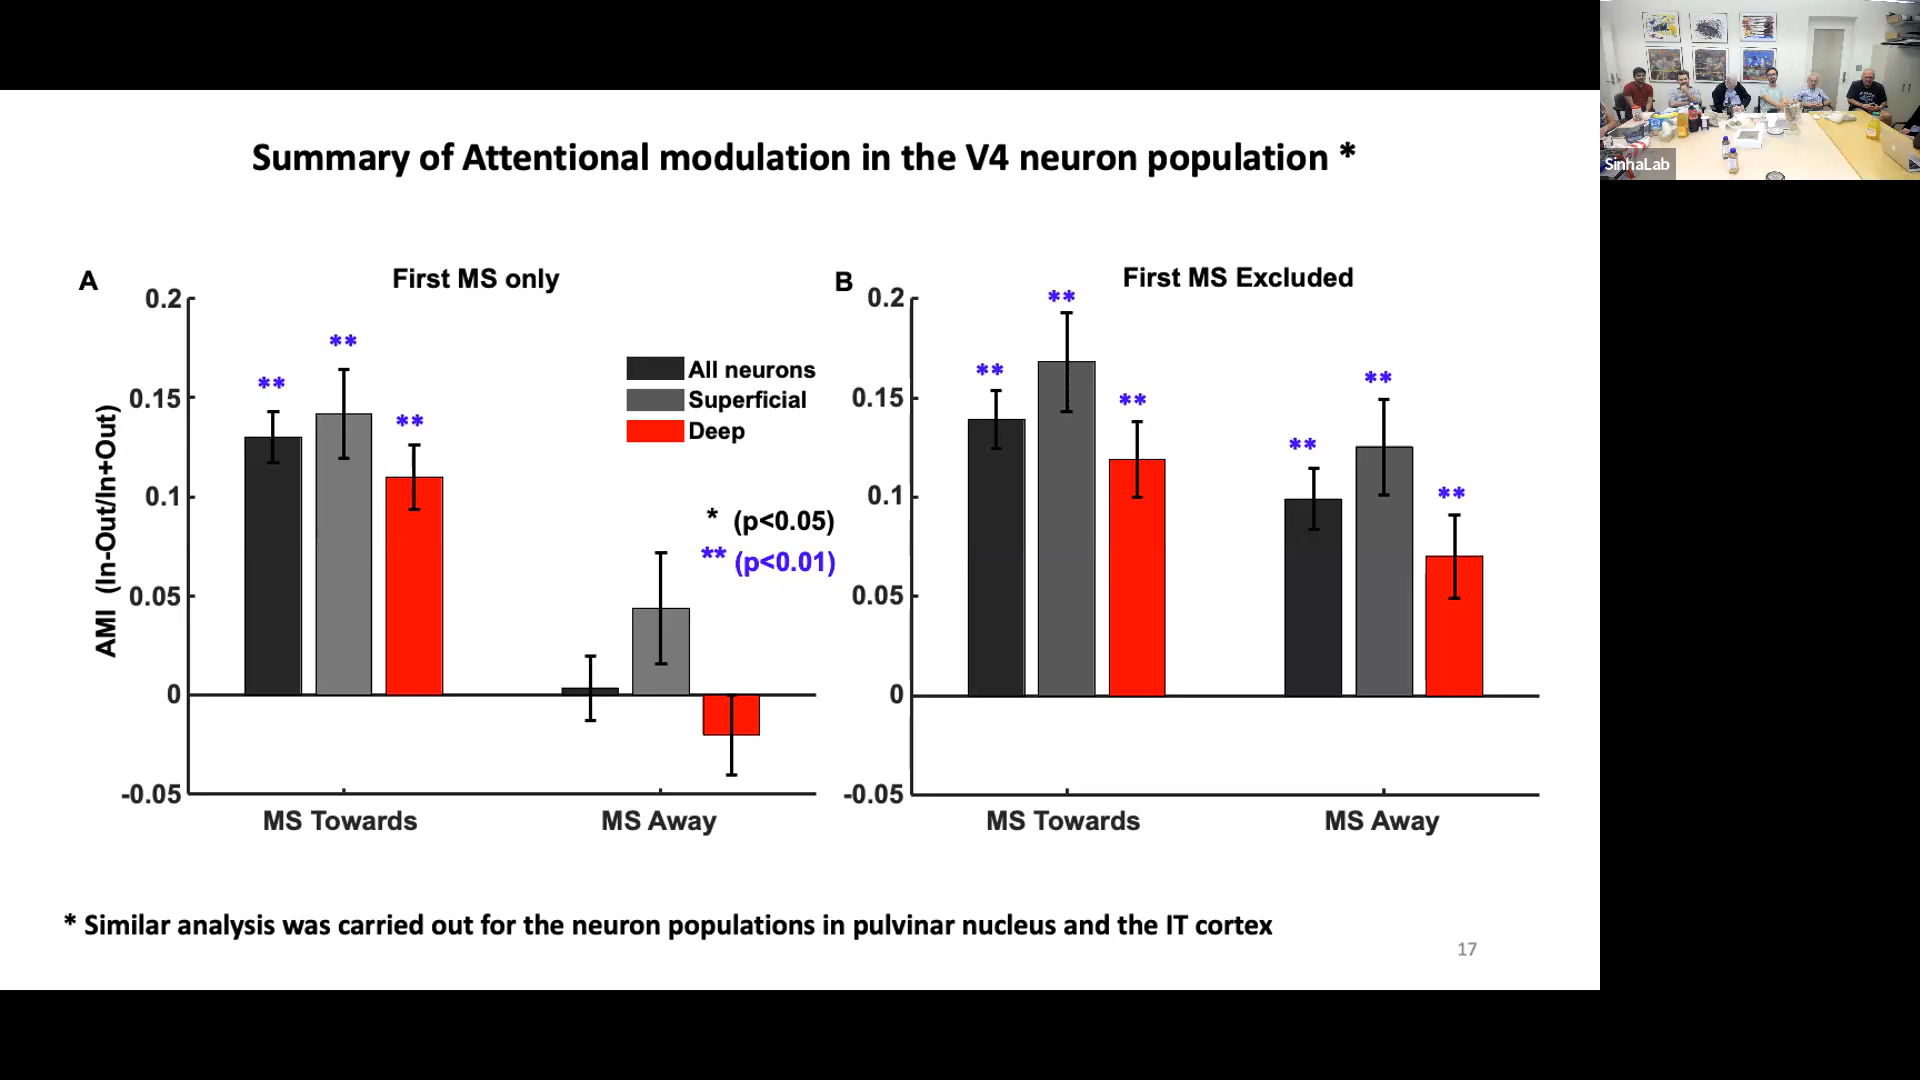 Summary of Attentional modulation in the V4 neuron population *
SinhaLab
A
First MS only
0.2
0.15
0.1
0.05
0
-0.05
AMI (In-Out/In+Out)
**
**
**
All neurons
Superficial
Deep
* (p<0.05)
** (p<0.01)
MS Towards
MS Away
B
First MS Excluded
0.2
0.15
0.1
0.05
0
-0.05
**
**
**
**
**
**
MS Towards
MS Away
* Similar analysis was carried out for the neuron populations in pulvinar nucleus and the IT cortex
17